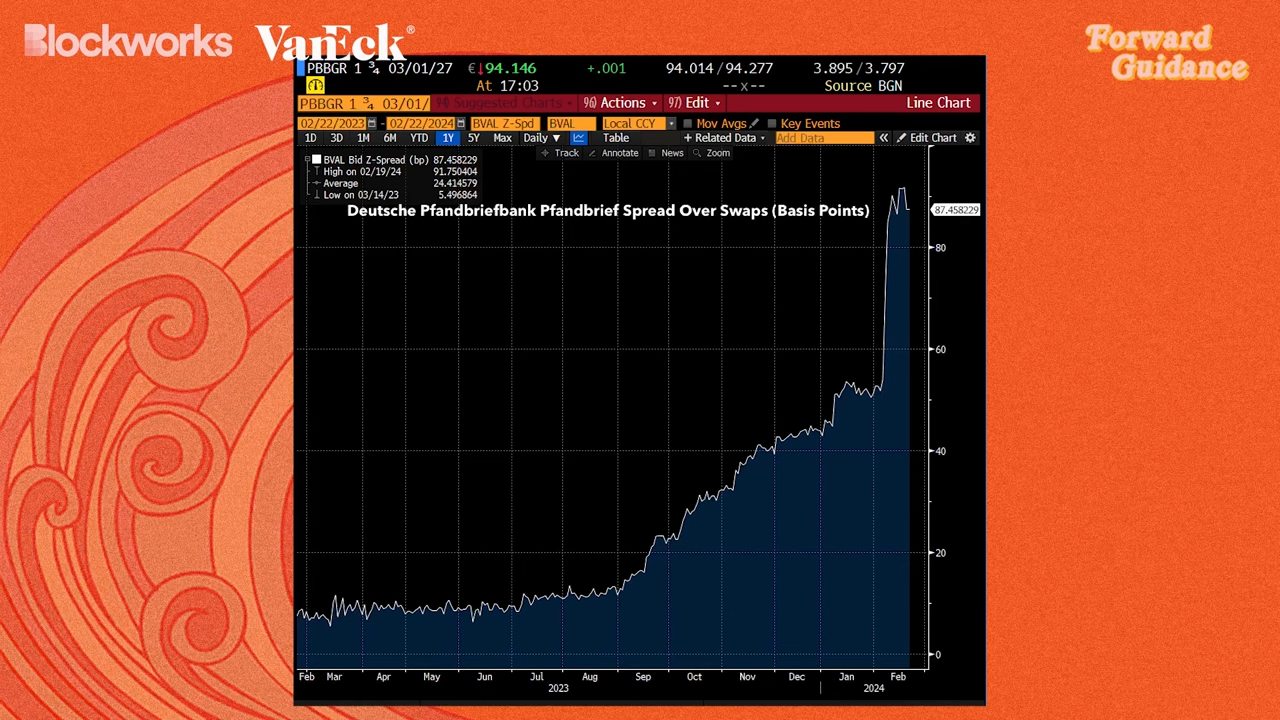 Blockworks VanEck®
Forward
Guidance
PBBGR 1 ³⁄₄ 03/01/27 €↓94.146 +.001 94.014/94.277 3.895/3.797
At 17:03 --x-- Source BGN
PBBGR 1 ³⁄₄ 03/01/ 94) Suggested Charts 96) Actions 97) Edit Line Chart
02/22/2023 - 02/22/2024 BVAL Z-Spd BVAL Local CCY Mov Avgs Key Events
1D 3D 1M 6M YTD 1Y 5Y Max Daily ▼ Table + Related Data Add Data « Edit Chart
Track Annotate News Zoom
BVAL Bid Z-Spread (bp) 87.458229
High on 02/19/24 91.750404
Average 24.414579
Low on 03/14/23 5.496864
Deutsche Pfandbriefbank Pfandbrief Spread Over Swaps (Basis Points)
87.458229
80
60
40
20
0
Feb Mar Apr May Jun Jul Aug Sep Oct Nov Dec Jan Feb
2023 2024